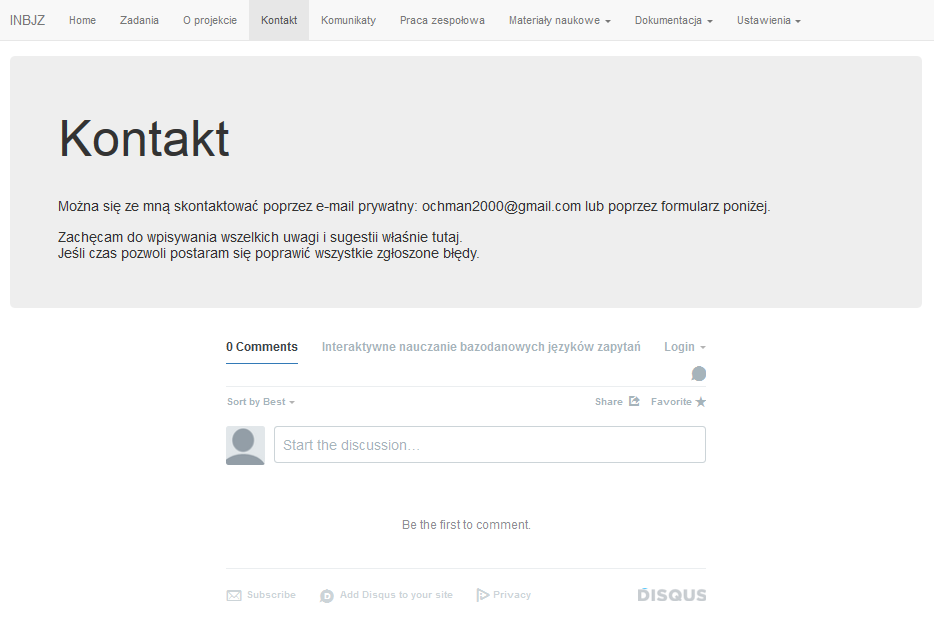 INBJZ Home Zadania O projekcie Kontakt Komunikaty Praca zespołowa Materiały naukowe Dokumentacja Ustawienia
Kontakt
Można się ze mną skontaktować poprzez e-mail prywatny: ochman2000@gmail.com lub poprzez formularz poniżej.
Zachęcam do wpisywania wszelkich uwagi i sugestii właśnie tutaj.
Jeśli czas pozwoli postaram się poprawić wszystkie zgłoszone błędy.
0 Comments Interaktywne nauczanie bazodanowych języków zapytań Login
Sort by Best Share Favorite
Start the discussion...
Be the first to comment.
Subscribe Add Disqus to your site Privacy DISQUS